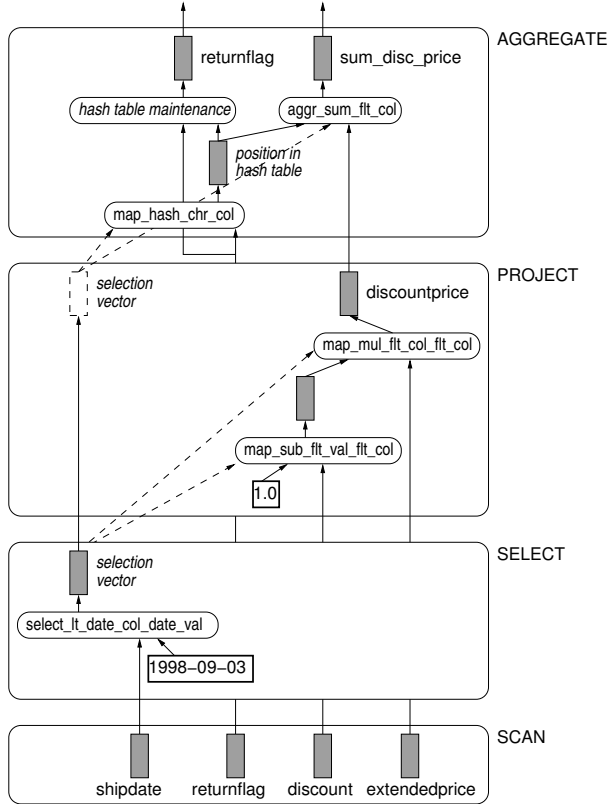 AGGREGATE
returnflag
sum_disc_price
hash table maintenance
aggr_sum_flt_col
position in
hash table
map_hash_chr_col
PROJECT
selection
vector
discountprice
map_mul_flt_col_flt_col
map_sub_flt_val_flt_col
1.0
SELECT
selection
vector
select_lt_date_col_date_val
1998−09−03
SCAN
shipdate
returnflag
discount
extendedprice